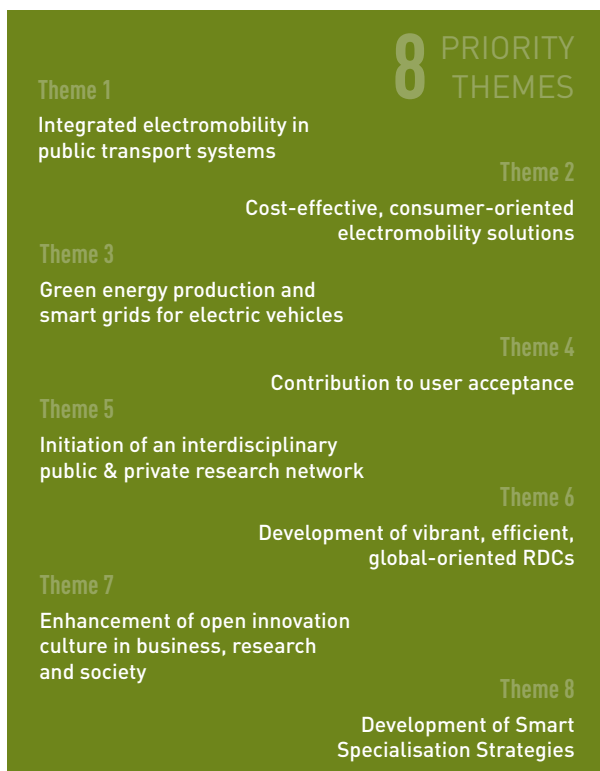 8 PRIORITY
THEMES
Theme 1
Integrated electromobility in
public transport systems
Theme 2
Cost-effective, consumer-oriented
electromobility solutions
Theme 3
Green energy production and
smart grids for electric vehicles
Theme 4
Contribution to user acceptance
Theme 5
Initiation of an interdisciplinary
public & private research network
Theme 6
Development of vibrant, efficient,
global-oriented RDCs
Theme 7
Enhancement of open innovation
culture in business, research
and society
Theme 8
Development of Smart
Specialisation Strategies